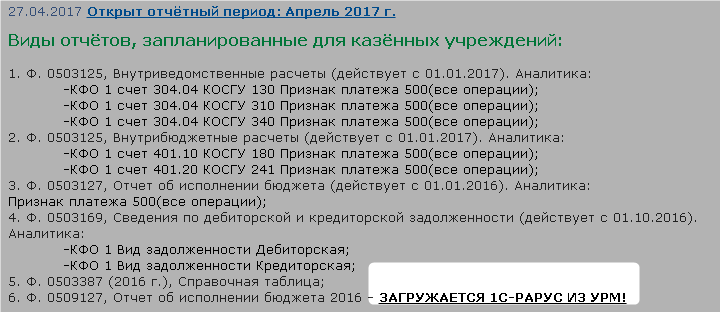 27.04.2017 Открыт отчётный период: Апрель 2017 г.
Виды отчётов, запланированные для казённых учреждений:
1. Ф. 0503125, Внутриведомственные расчеты (действует с 01.01.2017). Аналитика:
-КФО 1 счет 304.04 КОСГУ 130 Признак платежа 500(все операции);
-КФО 1 счет 304.04 КОСГУ 310 Признак платежа 500(все операции);
-КФО 1 счет 304.04 КОСГУ 340 Признак платежа 500(все операции);
2. Ф. 0503125, Внутрибюджетные расчеты (действует с 01.01.2017). Аналитика:
-КФО 1 счет 401.10 КОСГУ 180 Признак платежа 500(все операции);
-КФО 1 счет 401.20 КОСГУ 241 Признак платежа 500(все операции);
3. Ф. 0503127, Отчет об исполнении бюджета (действует с 01.01.2016). Аналитика:
Признак платежа 500(все операции);
4. Ф. 0503169, Сведения по дебиторской и кредиторской задолженности (действует с 01.10.2016).
Аналитика:
-КФО 1 Вид задолженности Дебиторская;
-КФО 1 Вид задолженности Кредиторская;
5. Ф. 0503387 (2016 г.), Справочная таблица;
6. Ф. 0509127, Отчет об исполнении бюджета 2016 - ЗАГРУЖАЕТСЯ 1С-РАРУС ИЗ УРМ!